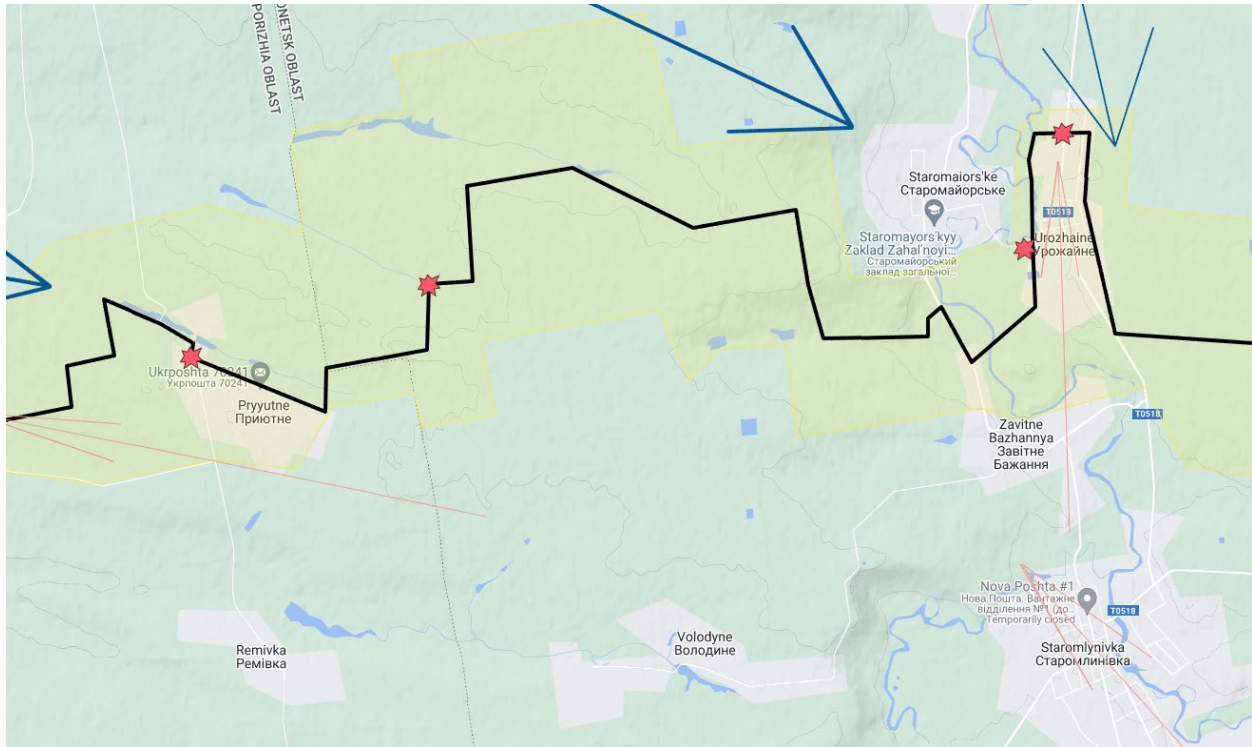 PORIZHIA OBLAST
ONETSK OBLAST
Staromaiors'ke
Старомайорське
Staromayors'kyy
Zaklad Zahal'noyi...
Старомайорський
заклад загальної...
T0518
Urozhaine
Урожайне
Ukrposhta 70241
Укрпошта 70241
Pryyutne
Приютне
T0518
Zavitne
Bazhannya
Завітне
Бажання
Nova Poshta #1
Нова Пошта. Вантажне
відділення №1 (до...
Temporarily closed
T0518
Remivka
Ремівка
Volodyne
Володине
Staromlynivka
Старомлинівка